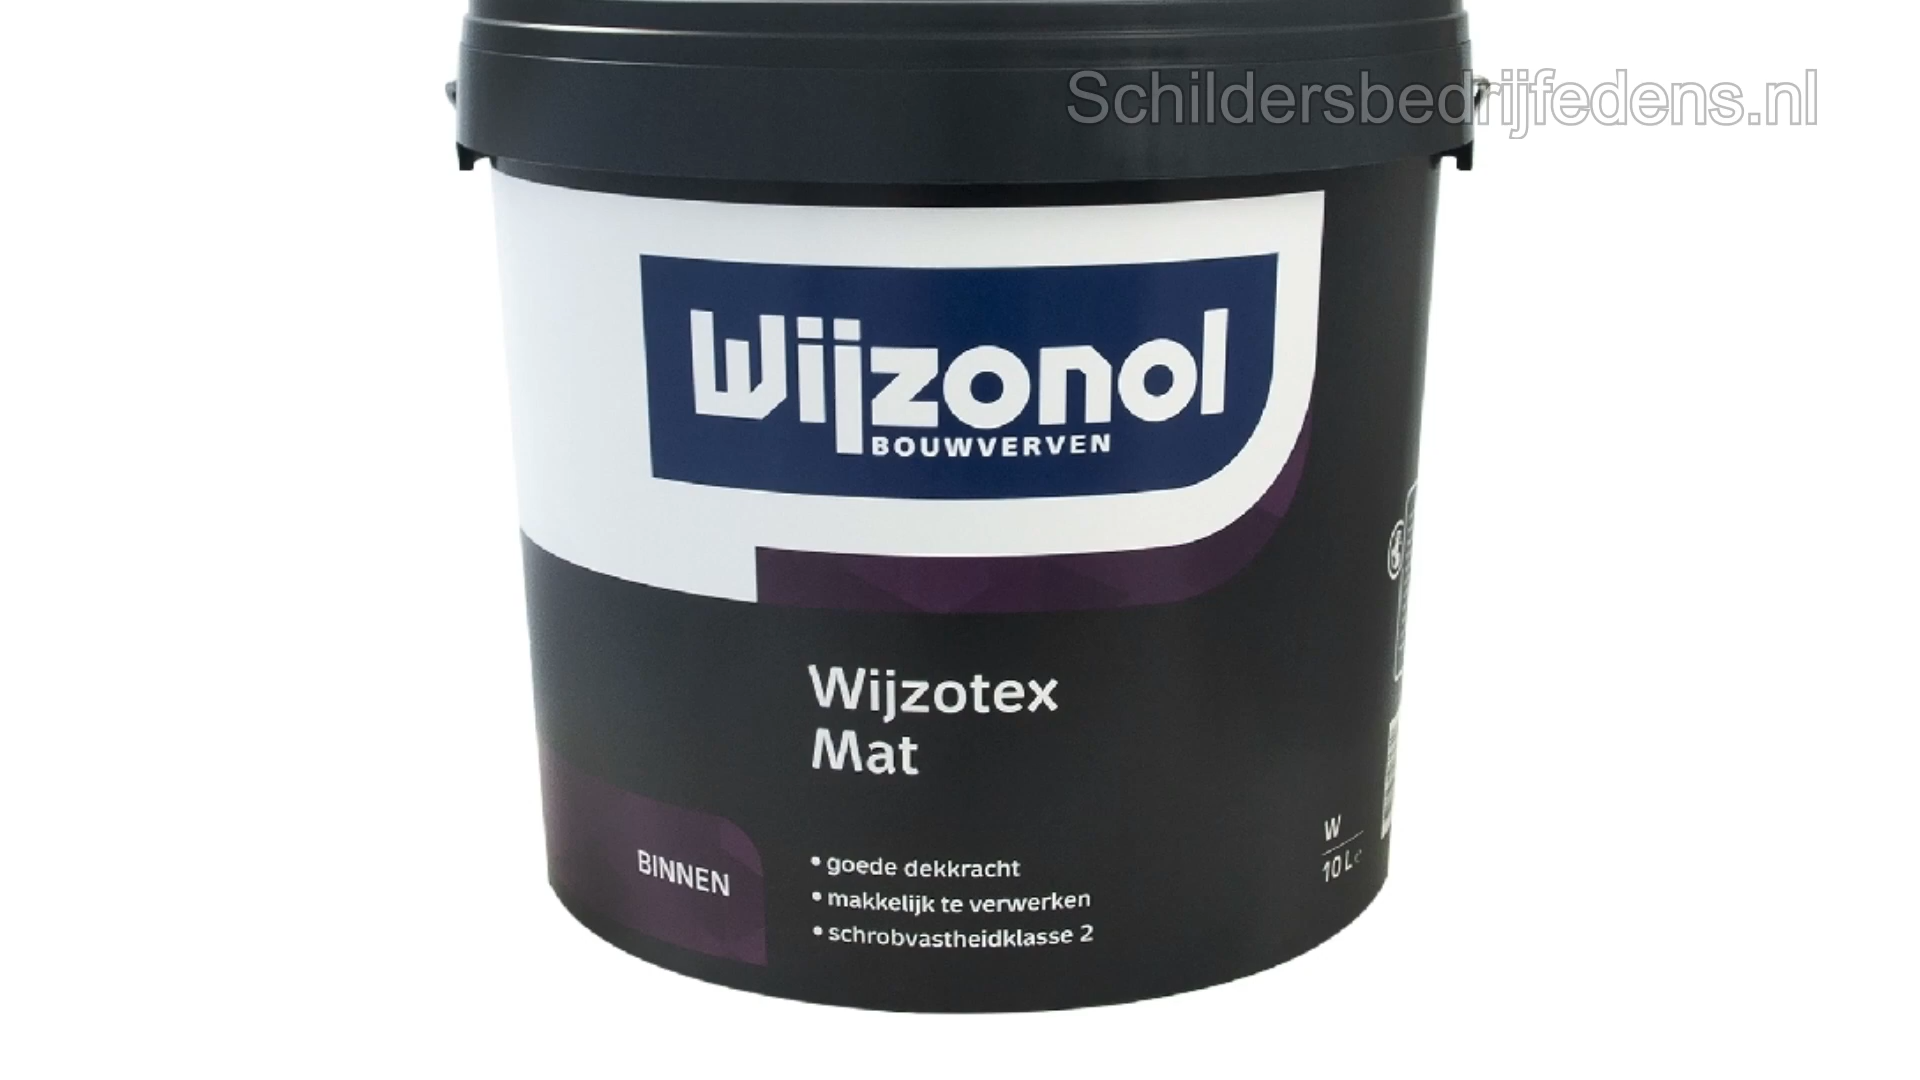 Schildersbedrijfedens.nl
Wijzonol
BOUWVERVEN
Wijzotex
Mat
BINNEN
• goede dekkracht
• makkelijk te verwerken
• schrobvastheidklasse 2
W
10 L e